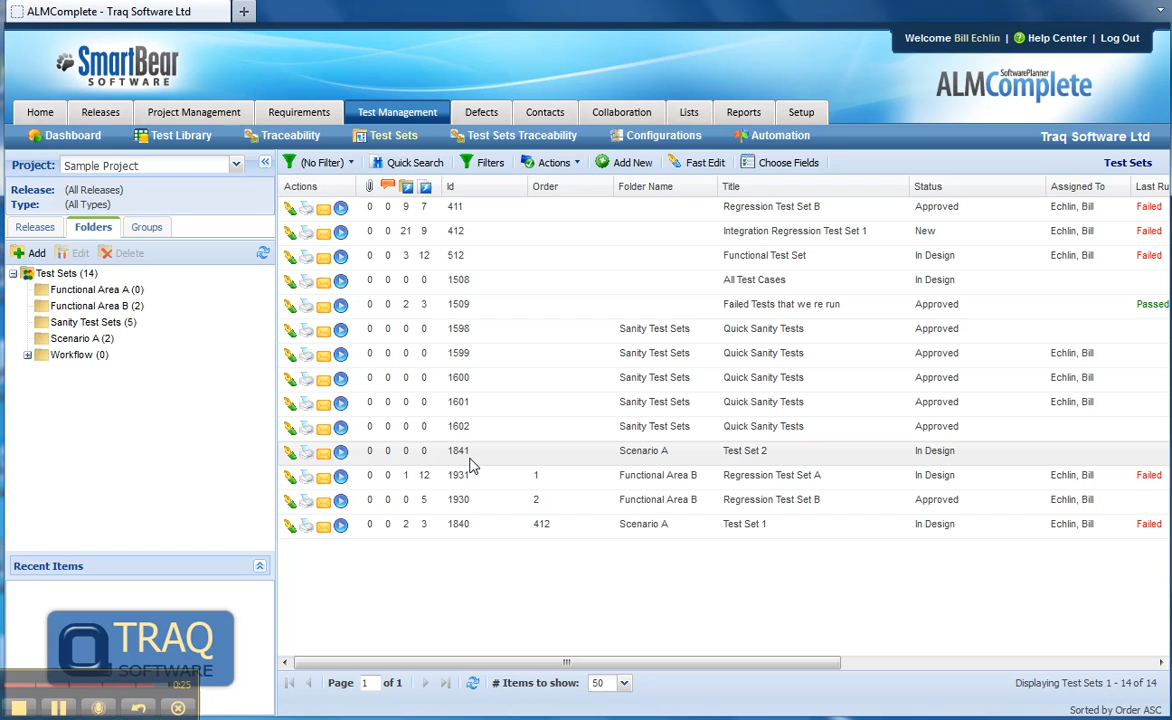 ALMComplete - Traq Software Ltd
Welcome Bill Echlin | Help Center | Log Out
SmartBear
SOFTWARE
SOFTWAREPLANNER
ALMComplete
Home Releases Project Management Requirements Test Management Defects Contacts Collaboration Lists Reports Setup
Dashboard Test Library Traceability Test Sets Test Sets Traceability Configurations Automation Traq Software Ltd
Project: Sample Project
Release: (All Releases)
Type: (All Types)
Releases Folders Groups
Add Edit Delete
Test Sets (14)
Functional Area A (0)
Functional Area B (2)
Sanity Test Sets (5)
Scenario A (2)
Workflow (0)
Recent Items
TRAQ
SOFTWARE
0:25
(No Filter) Quick Search Filters Actions Add New Fast Edit Choose Fields Test Sets
Actions Id Order Folder Name Title Status Assigned To Last Ru
0 0 9 7 411 Regression Test Set B Approved Echlin, Bill Failed
0 0 21 9 412 Integration Regression Test Set 1 New Echlin, Bill Failed
0 0 3 12 512 Functional Test Set In Design Echlin, Bill Failed
0 0 0 0 1508 All Test Cases In Design
0 0 2 3 1509 Failed Tests that we re run Approved Passed
0 0 0 0 1598 Sanity Test Sets Quick Sanity Tests Approved
0 0 0 0 1599 Sanity Test Sets Quick Sanity Tests Approved Echlin, Bill
0 0 0 0 1600 Sanity Test Sets Quick Sanity Tests Approved Echlin, Bill
0 0 0 0 1601 Sanity Test Sets Quick Sanity Tests Approved Echlin, Bill
0 0 0 0 1602 Sanity Test Sets Quick Sanity Tests Approved
0 0 0 0 1841 Scenario A Test Set 2 In Design
0 0 1 12 1931 1 Functional Area B Regression Test Set A In Design Echlin, Bill Failed
0 0 0 5 1930 2 Functional Area B Regression Test Set B Approved Echlin, Bill
0 0 2 3 1840 412 Scenario A Test Set 1 In Design Echlin, Bill Failed
Page 1 of 1 # Items to show: 50 Displaying Test Sets 1 - 14 of 14
Sorted by Order ASC